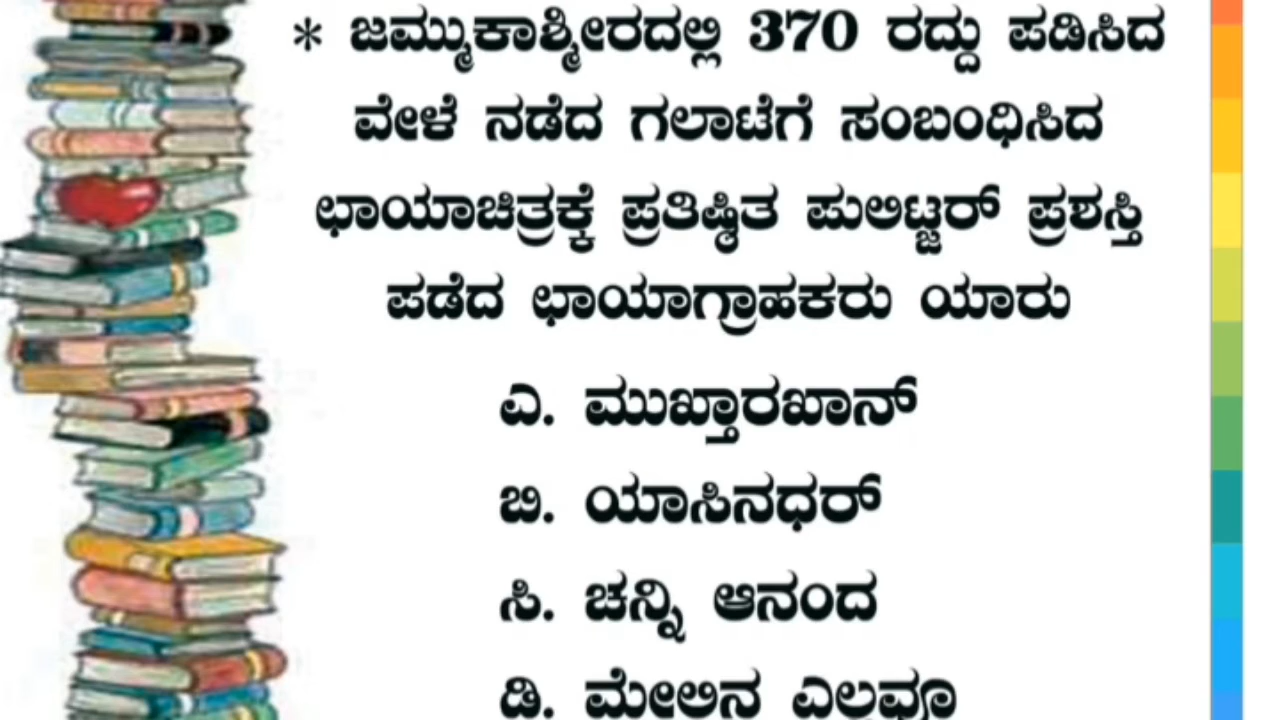 * ಜಮ್ಮುಕಾಶ್ಮೀರದಲ್ಲಿ 370 ರದ್ದು ಪಡಿಸಿದ
ವೇಳೆ ನಡೆದ ಗಲಾಟೆಗೆ ಸಂಬಂಧಿಸಿದ
ಛಾಯಾಚಿತ್ರಕ್ಕೆ ಪ್ರತಿಷ್ಠಿತ ಪುಲಿಟ್ಜರ್ ಪ್ರಶಸ್ತಿ
ಪಡೆದ ಛಾಯಾಗ್ರಾಹಕರು ಯಾರು
ಎ. ಮುಖ್ತಾರಖಾನ್
ಬಿ. ಯಾಸಿನಧರ್
ಸಿ. ಚನ್ನಿ ಆನಂದ
ಡಿ. ಮೇಲಿನ ಎಲ್ಲವೂ